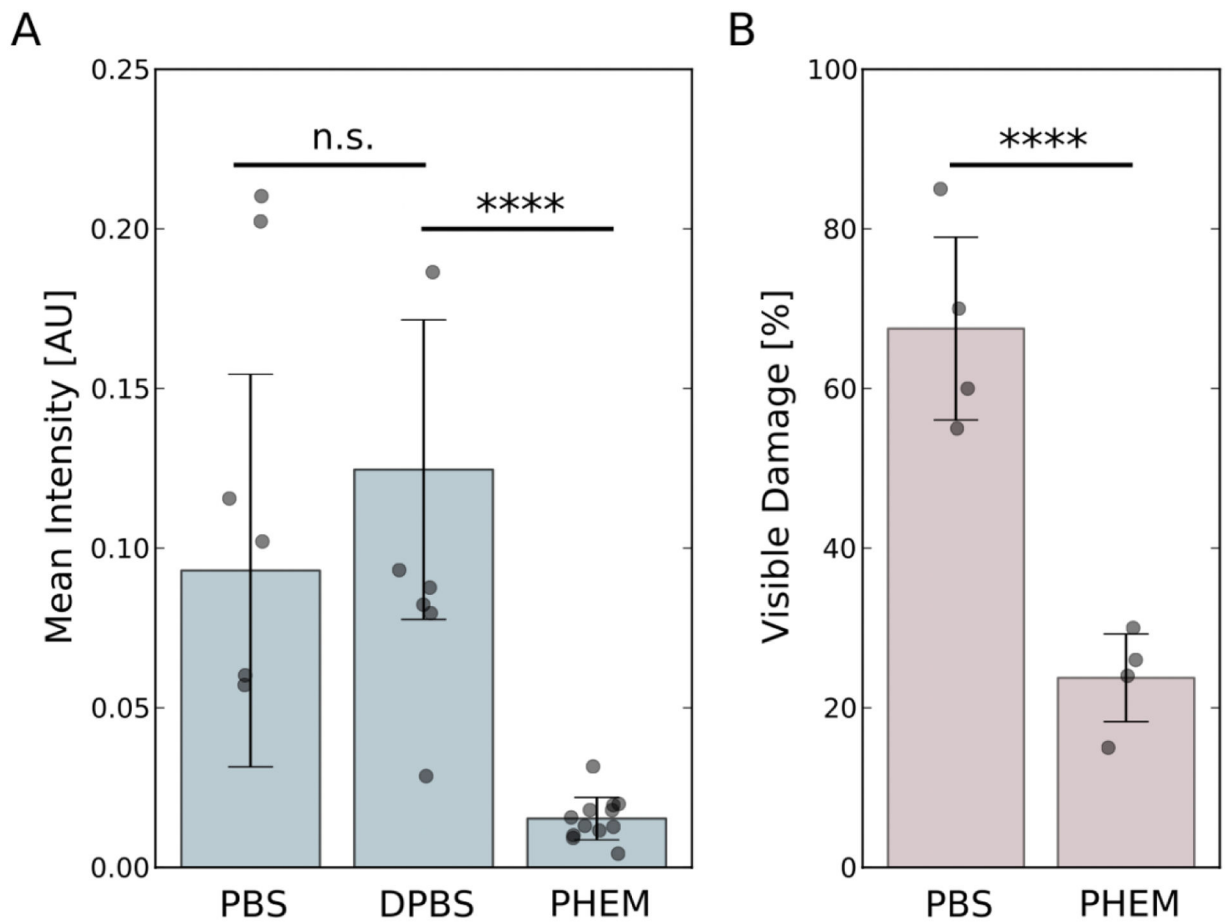 A
Mean Intensity [AU]
0.25
0.20
0.15
0.10
0.05
0.00
n.s.
****
PBS DPBS PHEM
B
Visible Damage [%]
100
80
60
40
20
0
****
PBS PHEM